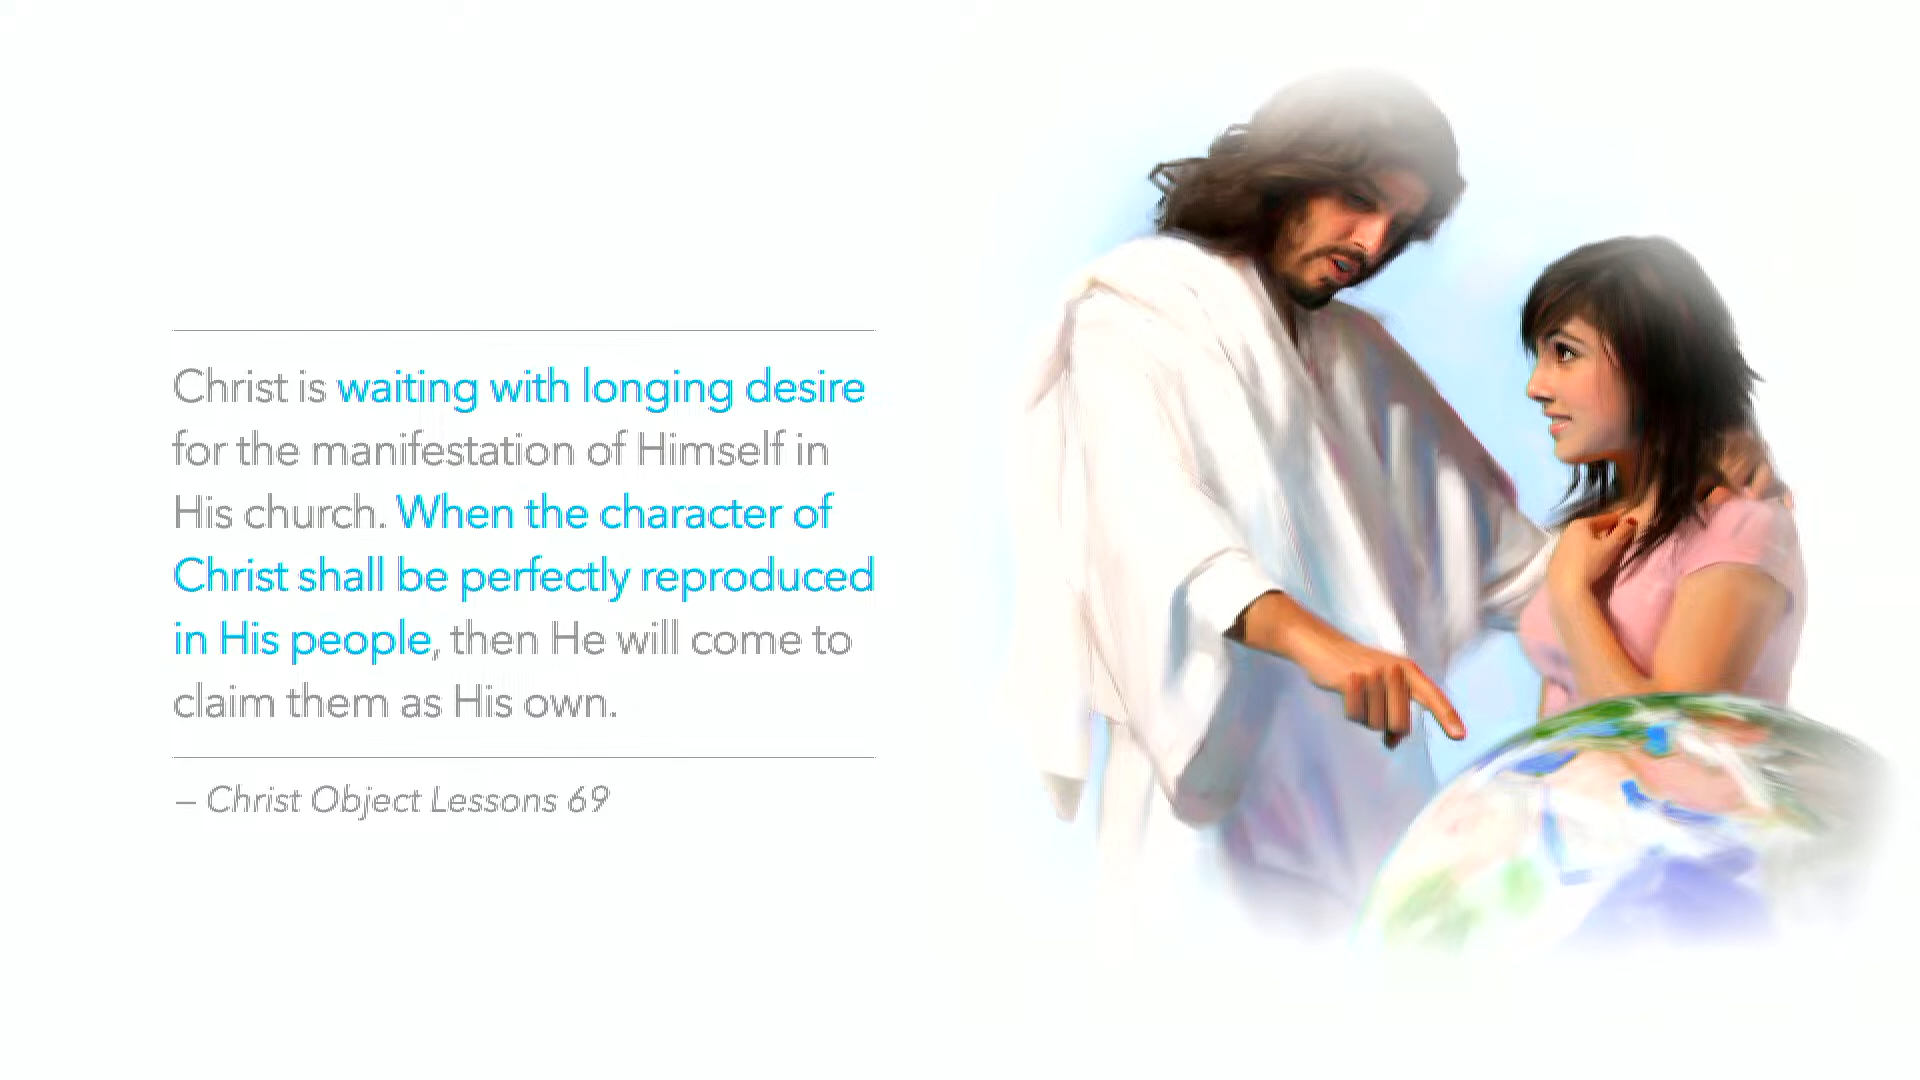 Christ is waiting with longing desire
for the manifestation of Himself in
His church. When the character of
Christ shall be perfectly reproduced
in His people, then He will come to
claim them as His own.
– Christ Object Lessons 69